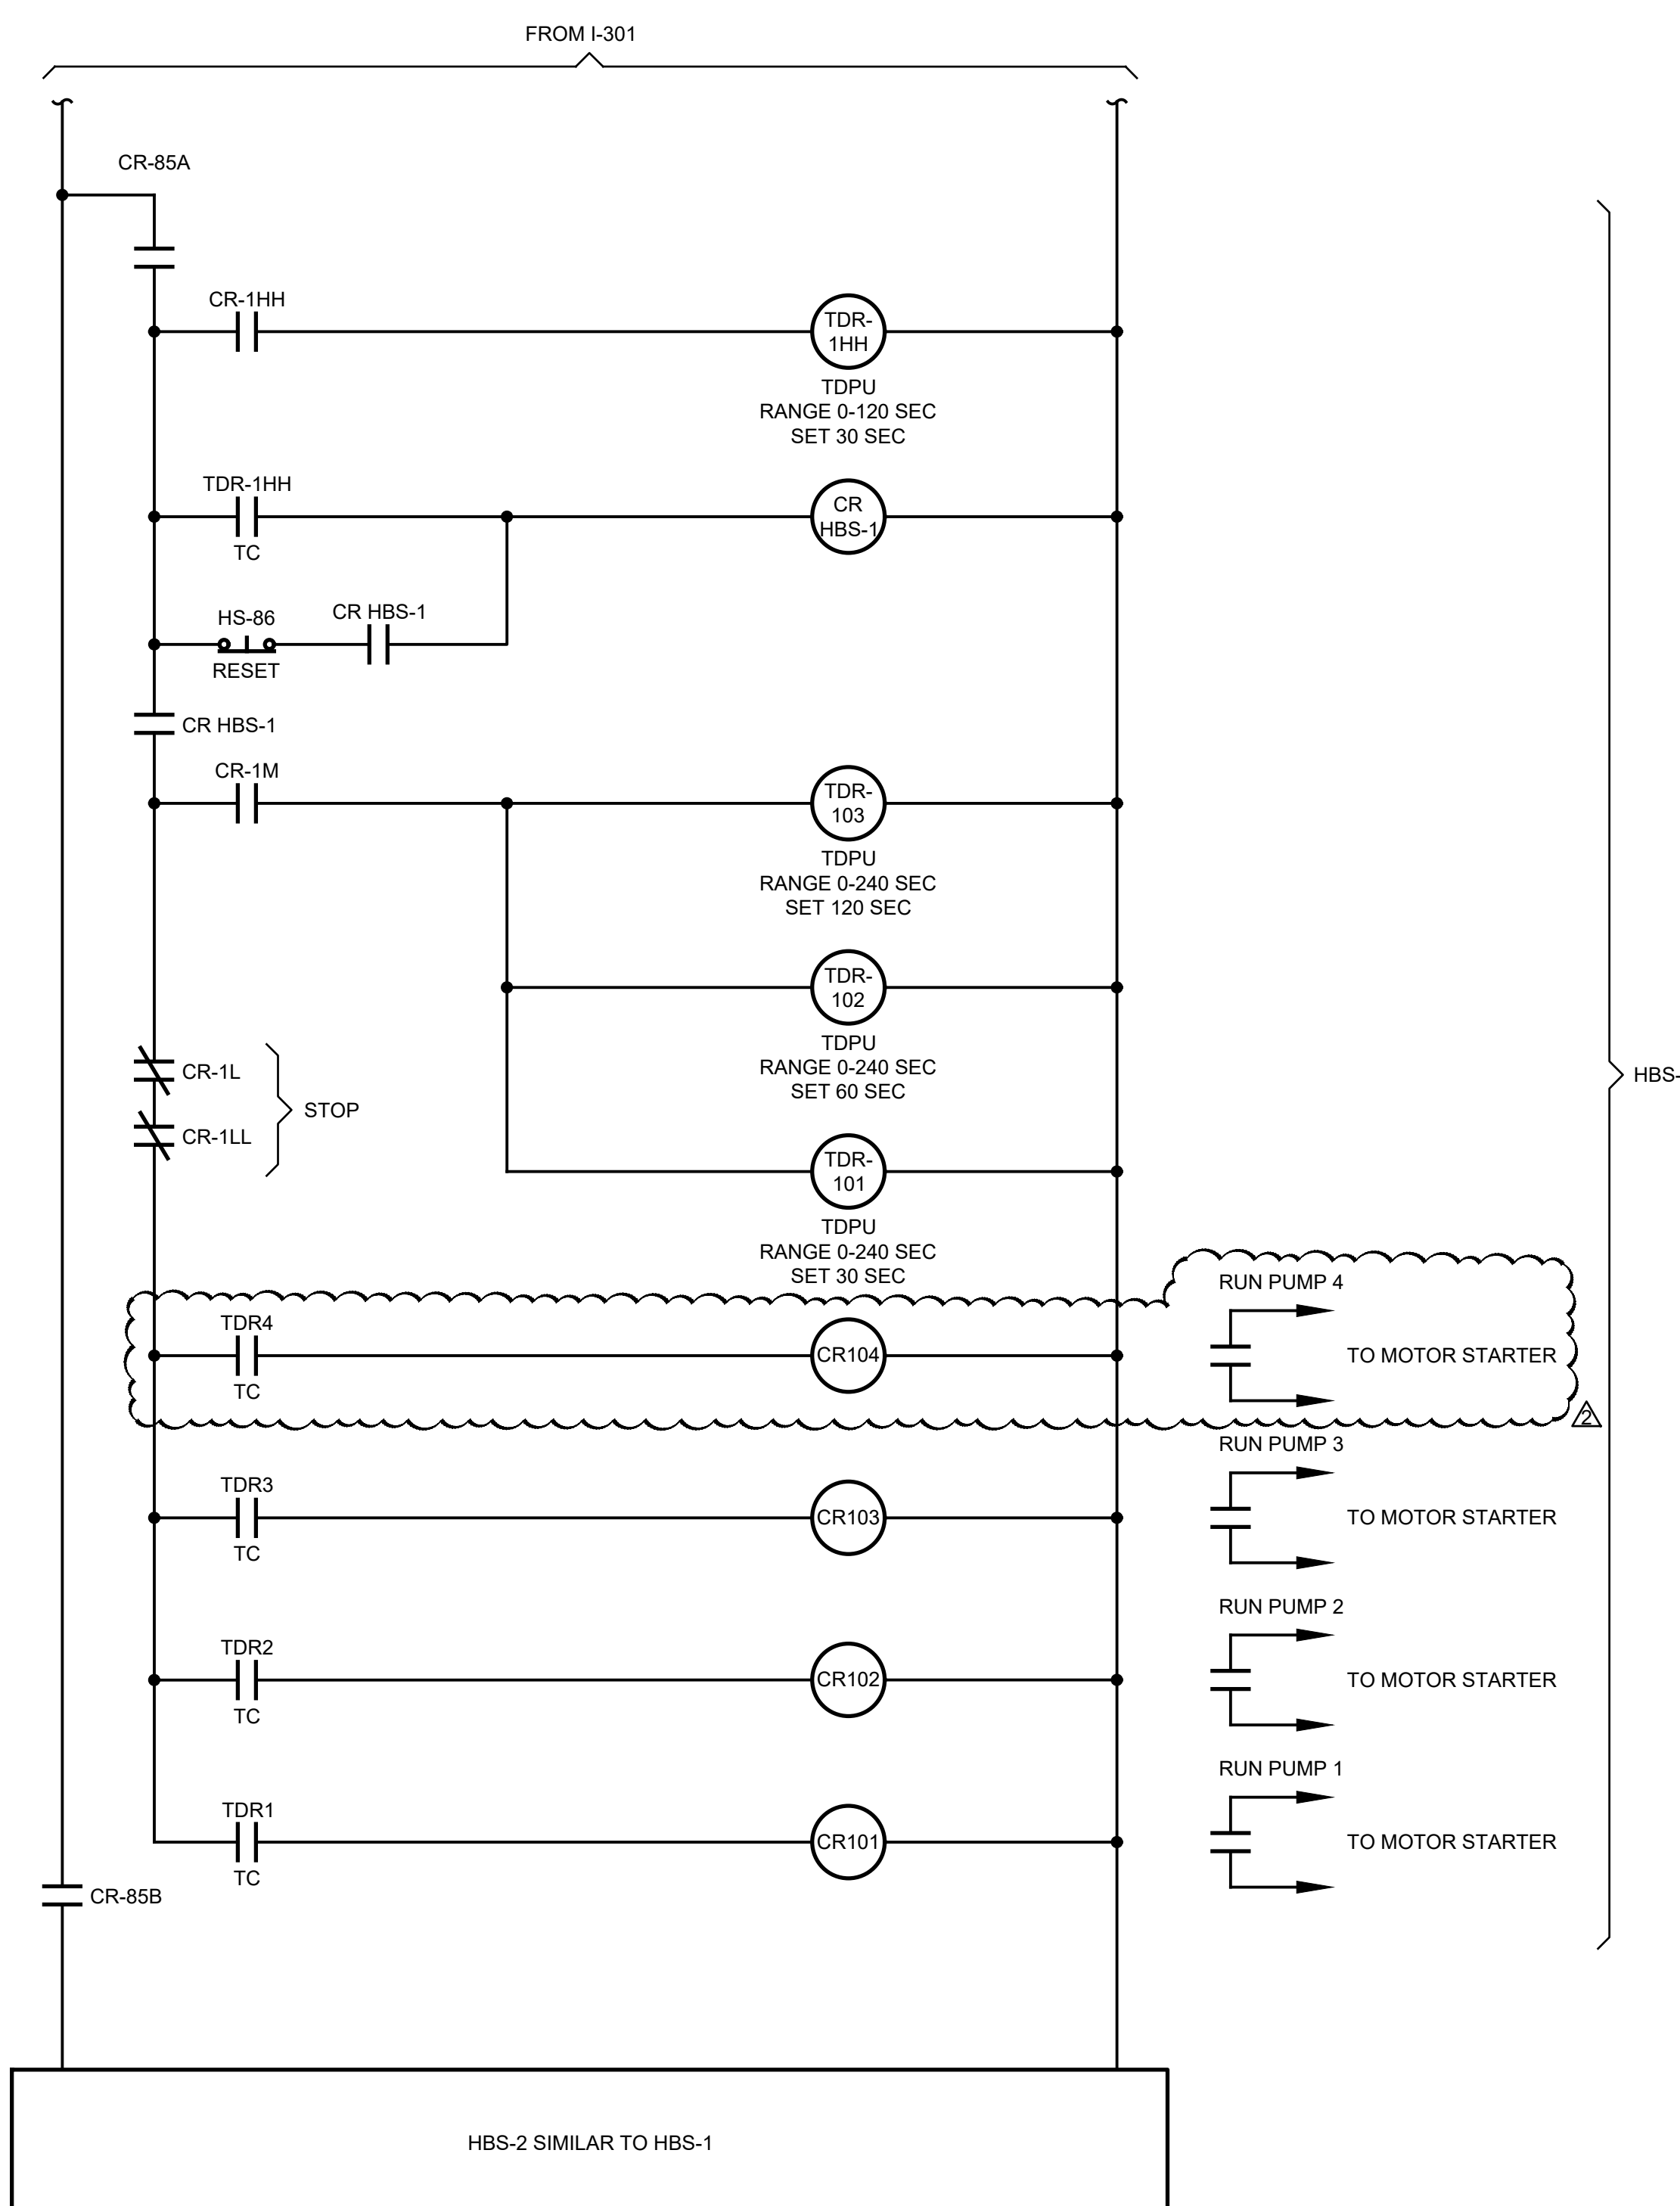 FROM I-301
CR-85A
CR-1HH
TDR-
1HH
TDPU
RANGE 0-120 SEC
SET 30 SEC
TDR-1HH
TC
CR
HBS-1
HS-86
RESET
CR HBS-1
CR HBS-1
CR-1M
TDR-
103
TDPU
RANGE 0-240 SEC
SET 120 SEC
TDR-
102
TDPU
RANGE 0-240 SEC
SET 60 SEC
CR-1L
CR-1LL
STOP
HBS-
TDR-
101
TDPU
RANGE 0-240 SEC
SET 30 SEC
TDR4
TC
CR104
RUN PUMP 4
TO MOTOR STARTER
2
TDR3
TC
CR103
RUN PUMP 3
TO MOTOR STARTER
TDR2
TC
CR102
RUN PUMP 2
TO MOTOR STARTER
TDR1
TC
CR101
RUN PUMP 1
TO MOTOR STARTER
CR-85B
HBS-2 SIMILAR TO HBS-1